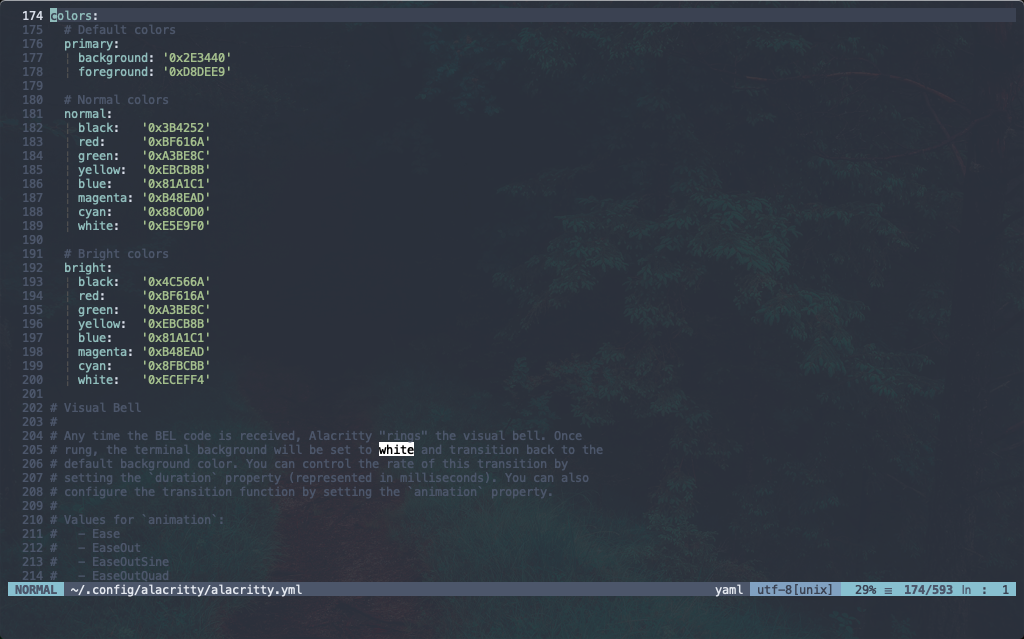 174 colors:
175   # Default colors
176   primary:
177   ¦ background: '0x2E3440'
178   ¦ foreground: '0xD8DEE9'
179
180   # Normal colors
181   normal:
182   ¦ black:   '0x3B4252'
183   ¦ red:     '0xBF616A'
184   ¦ green:   '0xA3BE8C'
185   ¦ yellow:  '0xEBCB8B'
186   ¦ blue:    '0x81A1C1'
187   ¦ magenta: '0xB48EAD'
188   ¦ cyan:    '0x88C0D0'
189   ¦ white:   '0xE5E9F0'
190
191   # Bright colors
192   bright:
193   ¦ black:   '0x4C566A'
194   ¦ red:     '0xBF616A'
195   ¦ green:   '0xA3BE8C'
196   ¦ yellow:  '0xEBCB8B'
197   ¦ blue:    '0x81A1C1'
198   ¦ magenta: '0xB48EAD'
199   ¦ cyan:    '0x8FBCBB'
200   ¦ white:   '0xECEFF4'
201
202 # Visual Bell
203 #
204 # Any time the BEL code is received, Alacritty "rings" the visual bell. Once
205 # rung, the terminal background will be set to white and transition back to the
206 # default background color. You can control the rate of this transition by
207 # setting the `duration` property (represented in milliseconds). You can also
208 # configure the transition function by setting the `animation` property.
209 #
210 # Values for `animation`:
211 #   - Ease
212 #   - EaseOut
213 #   - EaseOutSine
214 #   - EaseOutQuad
NORMAL ~/.config/alacritty/alacritty.yml yaml utf-8[unix] 29% ≡ 174/593 ln : 1